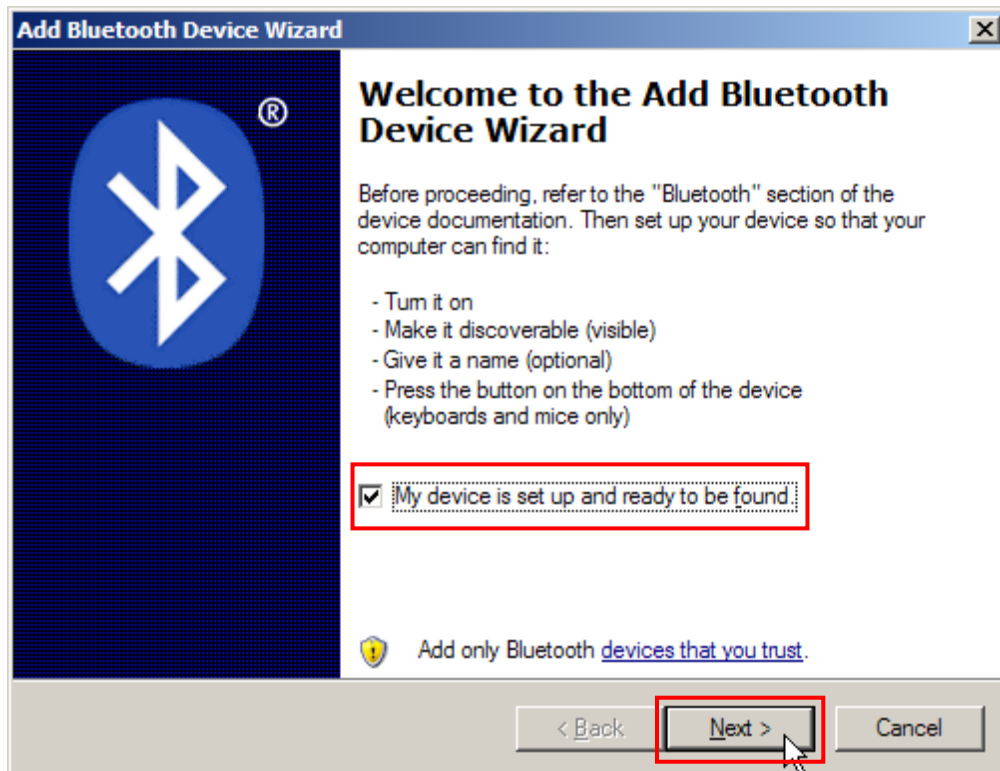 Add Bluetooth Device Wizard
®
Welcome to the Add Bluetooth
Device Wizard
Before proceeding, refer to the "Bluetooth" section of the
device documentation. Then set up your device so that your
computer can find it:
- Turn it on
- Make it discoverable (visible)
- Give it a name (optional)
- Press the button on the bottom of the device
(keyboards and mice only)
My device is set up and ready to be found.
Add only Bluetooth devices that you trust.
< Back Next > Cancel